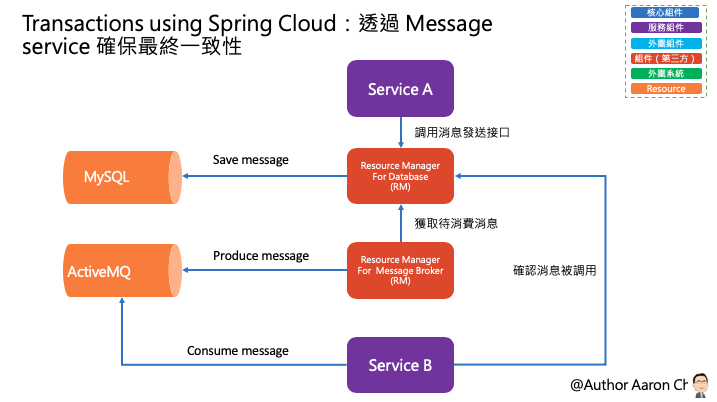 Transactions using Spring Cloud：透過 Message
service 確保最終一致性
核心組件
服務組件
外圍組件
組件（第三方）
外圍系統
Resource
Service A
調用消息發送接口
Save message
MySQL
Resource Manager
For Database
(RM)
獲取待消費消息
Produce message
ActiveMQ
Resource Manager
For Message Broker
(RM)
確認消息被調用
Consume message
Service B
@Author Aaron Ch